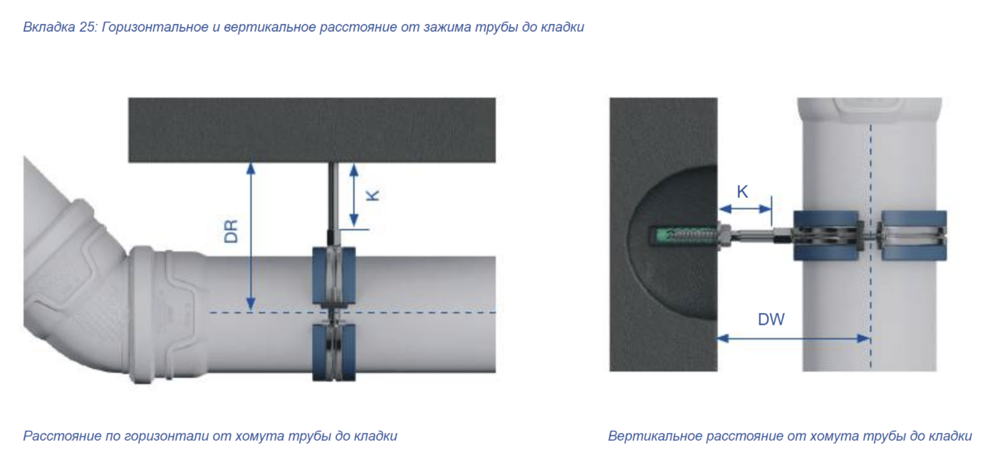 Вкладка 25: Горизонтальное и вертикальное расстояние от зажима трубы до кладки
DR
K
K
DW
Расстояние по горизонтали от хомута трубы до кладки
Вертикальное расстояние от хомута трубы до кладки